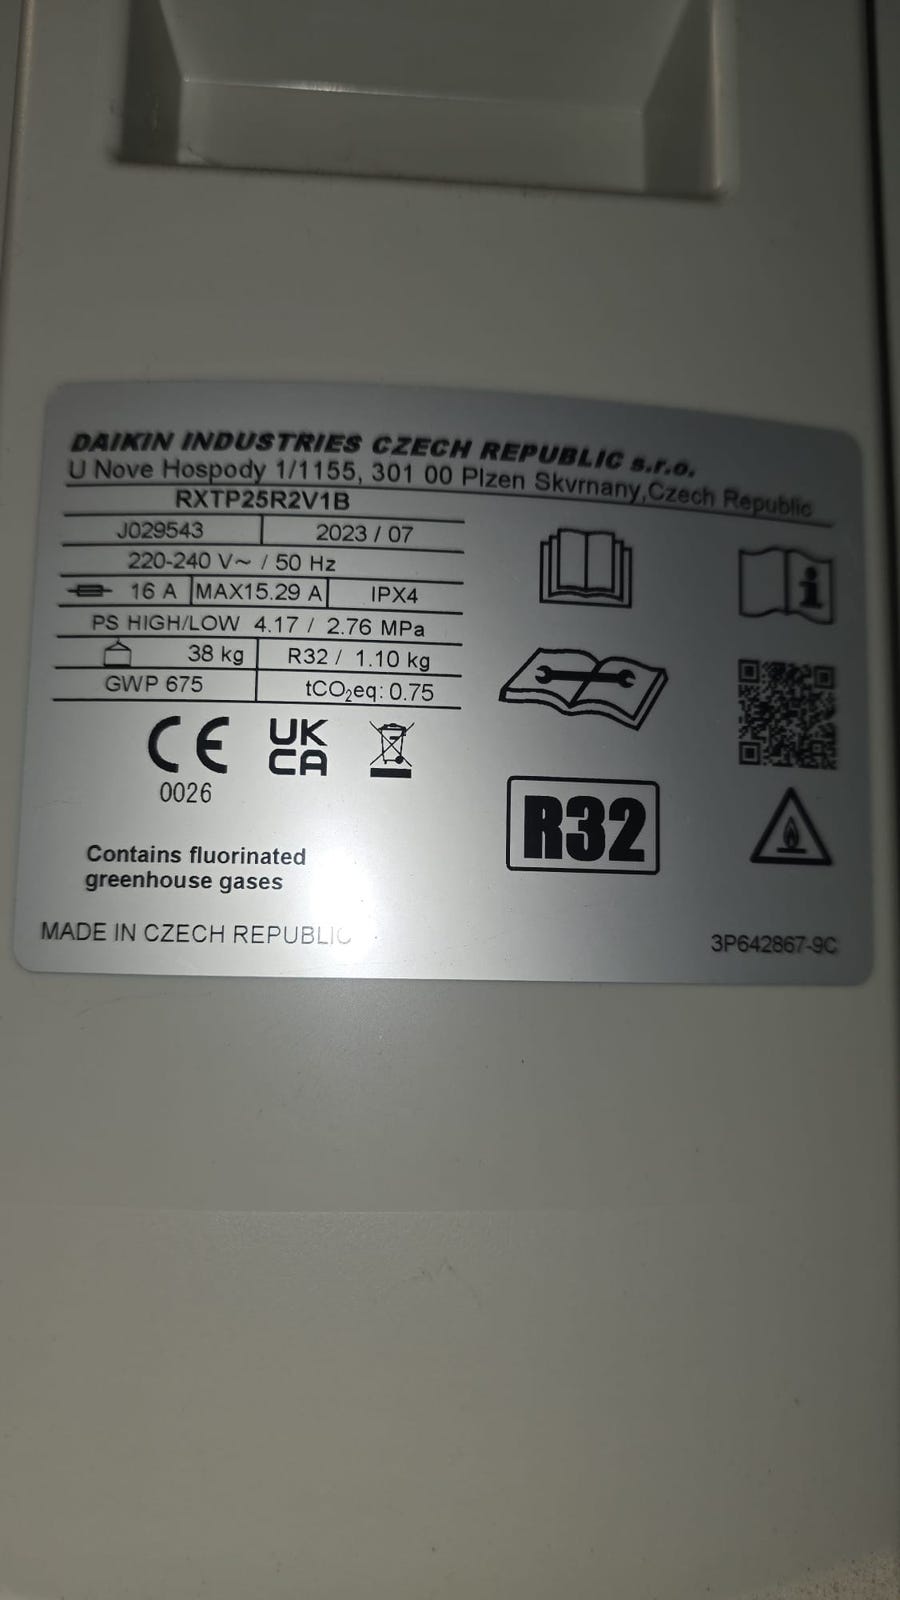 DAIKIN INDUSTRIES CZECH REPUBLIC s.r.o.
U Nove Hospody 1/1155, 301 00 Plzen Skvrnany,Czech Republic
RXTP25R2V1B
J029543 2023 / 07
220-240 V~ / 50 Hz
16 A MAX15.29 A IPX4
PS HIGH/LOW 4.17 / 2.76 MPa
38 kg R32 / 1.10 kg
GWP 675 tCO₂eq: 0.75
CE UK
CA
0026
R32
Contains fluorinated
greenhouse gases
MADE IN CZECH REPUBLIC
3P642867-9C